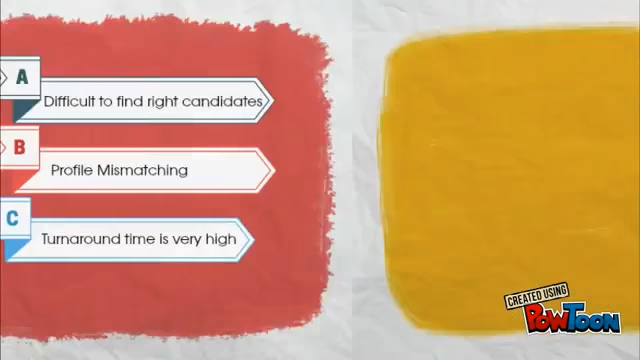 A
Difficult to find right candidates
B
Profile Mismatching
C
Turnaround time is very high
CREATED USING
POWTOON